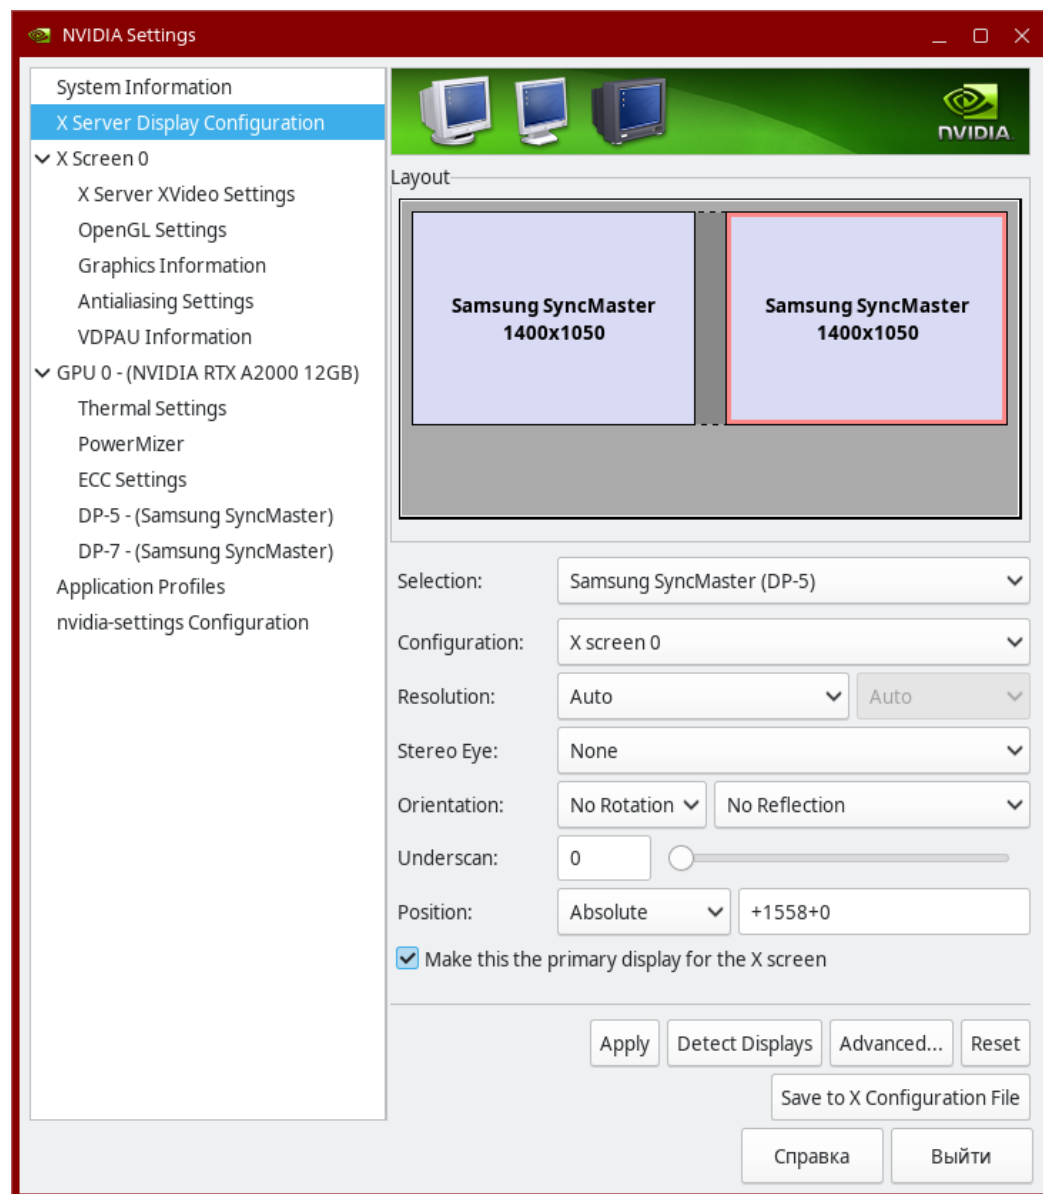 NVIDIA Settings
System Information
X Server Display Configuration
X Screen 0
X Server XVideo Settings
OpenGL Settings
Graphics Information
Antialiasing Settings
VDPAU Information
GPU 0 - (NVIDIA RTX A2000 12GB)
Thermal Settings
PowerMizer
ECC Settings
DP-5 - (Samsung SyncMaster)
DP-7 - (Samsung SyncMaster)
Application Profiles
nvidia-settings Configuration
NVIDIA.
Layout
Samsung SyncMaster
1400x1050
Samsung SyncMaster
1400x1050
Selection: Samsung SyncMaster (DP-5)
Configuration: X screen 0
Resolution: Auto Auto
Stereo Eye: None
Orientation: No Rotation No Reflection
Underscan: 0
Position: Absolute +1558+0
Make this the primary display for the X screen
Apply Detect Displays Advanced... Reset
Save to X Configuration File
Справка Выйти